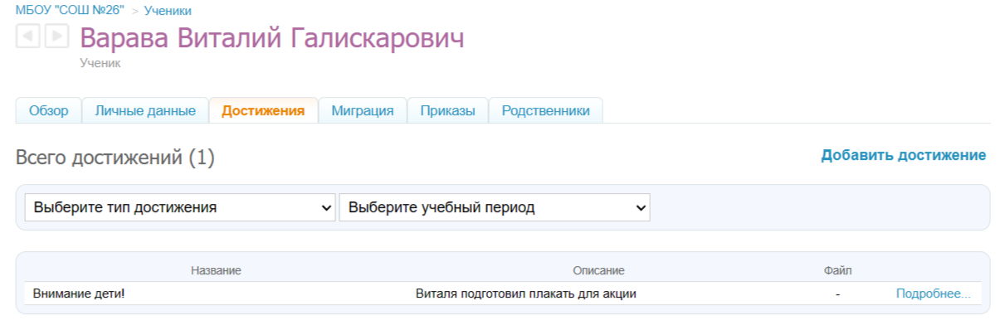 МБОУ "СОШ №26" > Ученики
Варава Виталий Галискарович
Ученик
Обзор Личные данные Достижения Миграция Приказы Родственники
Всего достижений (1) Добавить достижение
Выберите тип достижения Выберите учебный период
Название Описание Файл
Внимание дети! Виталя подготовил плакать для акции - Подробнее...